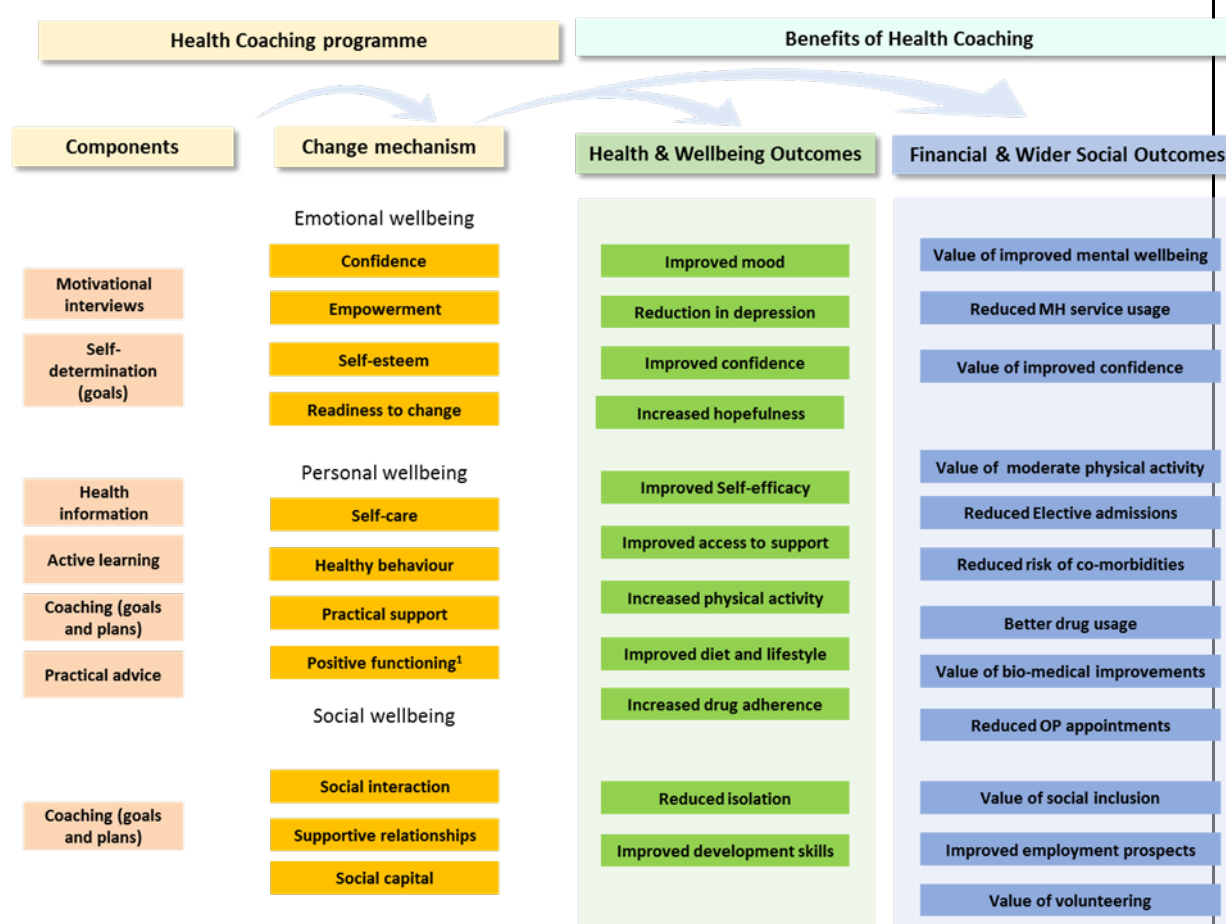 Health Coaching programme
Benefits of Health Coaching
Components
Change mechanism
Health & Wellbeing Outcomes
Financial & Wider Social Outcomes
Motivational
interviews
Self-
determination
(goals)
Health
information
Active learning
Coaching (goals
and plans)
Practical advice
Coaching (goals
and plans)
Emotional wellbeing
Confidence
Empowerment
Self-esteem
Readiness to change
Personal wellbeing
Self-care
Healthy behaviour
Practical support
Positive functioning¹
Social wellbeing
Social interaction
Supportive relationships
Social capital
Improved mood
Reduction in depression
Improved confidence
Increased hopefulness
Improved Self-efficacy
Improved access to support
Increased physical activity
Improved diet and lifestyle
Increased drug adherence
Reduced isolation
Improved development skills
Value of improved mental wellbeing
Reduced MH service usage
Value of improved confidence
Value of moderate physical activity
Reduced Elective admissions
Reduced risk of co-morbidities
Better drug usage
Value of bio-medical improvements
Reduced OP appointments
Value of social inclusion
Improved employment prospects
Value of volunteering